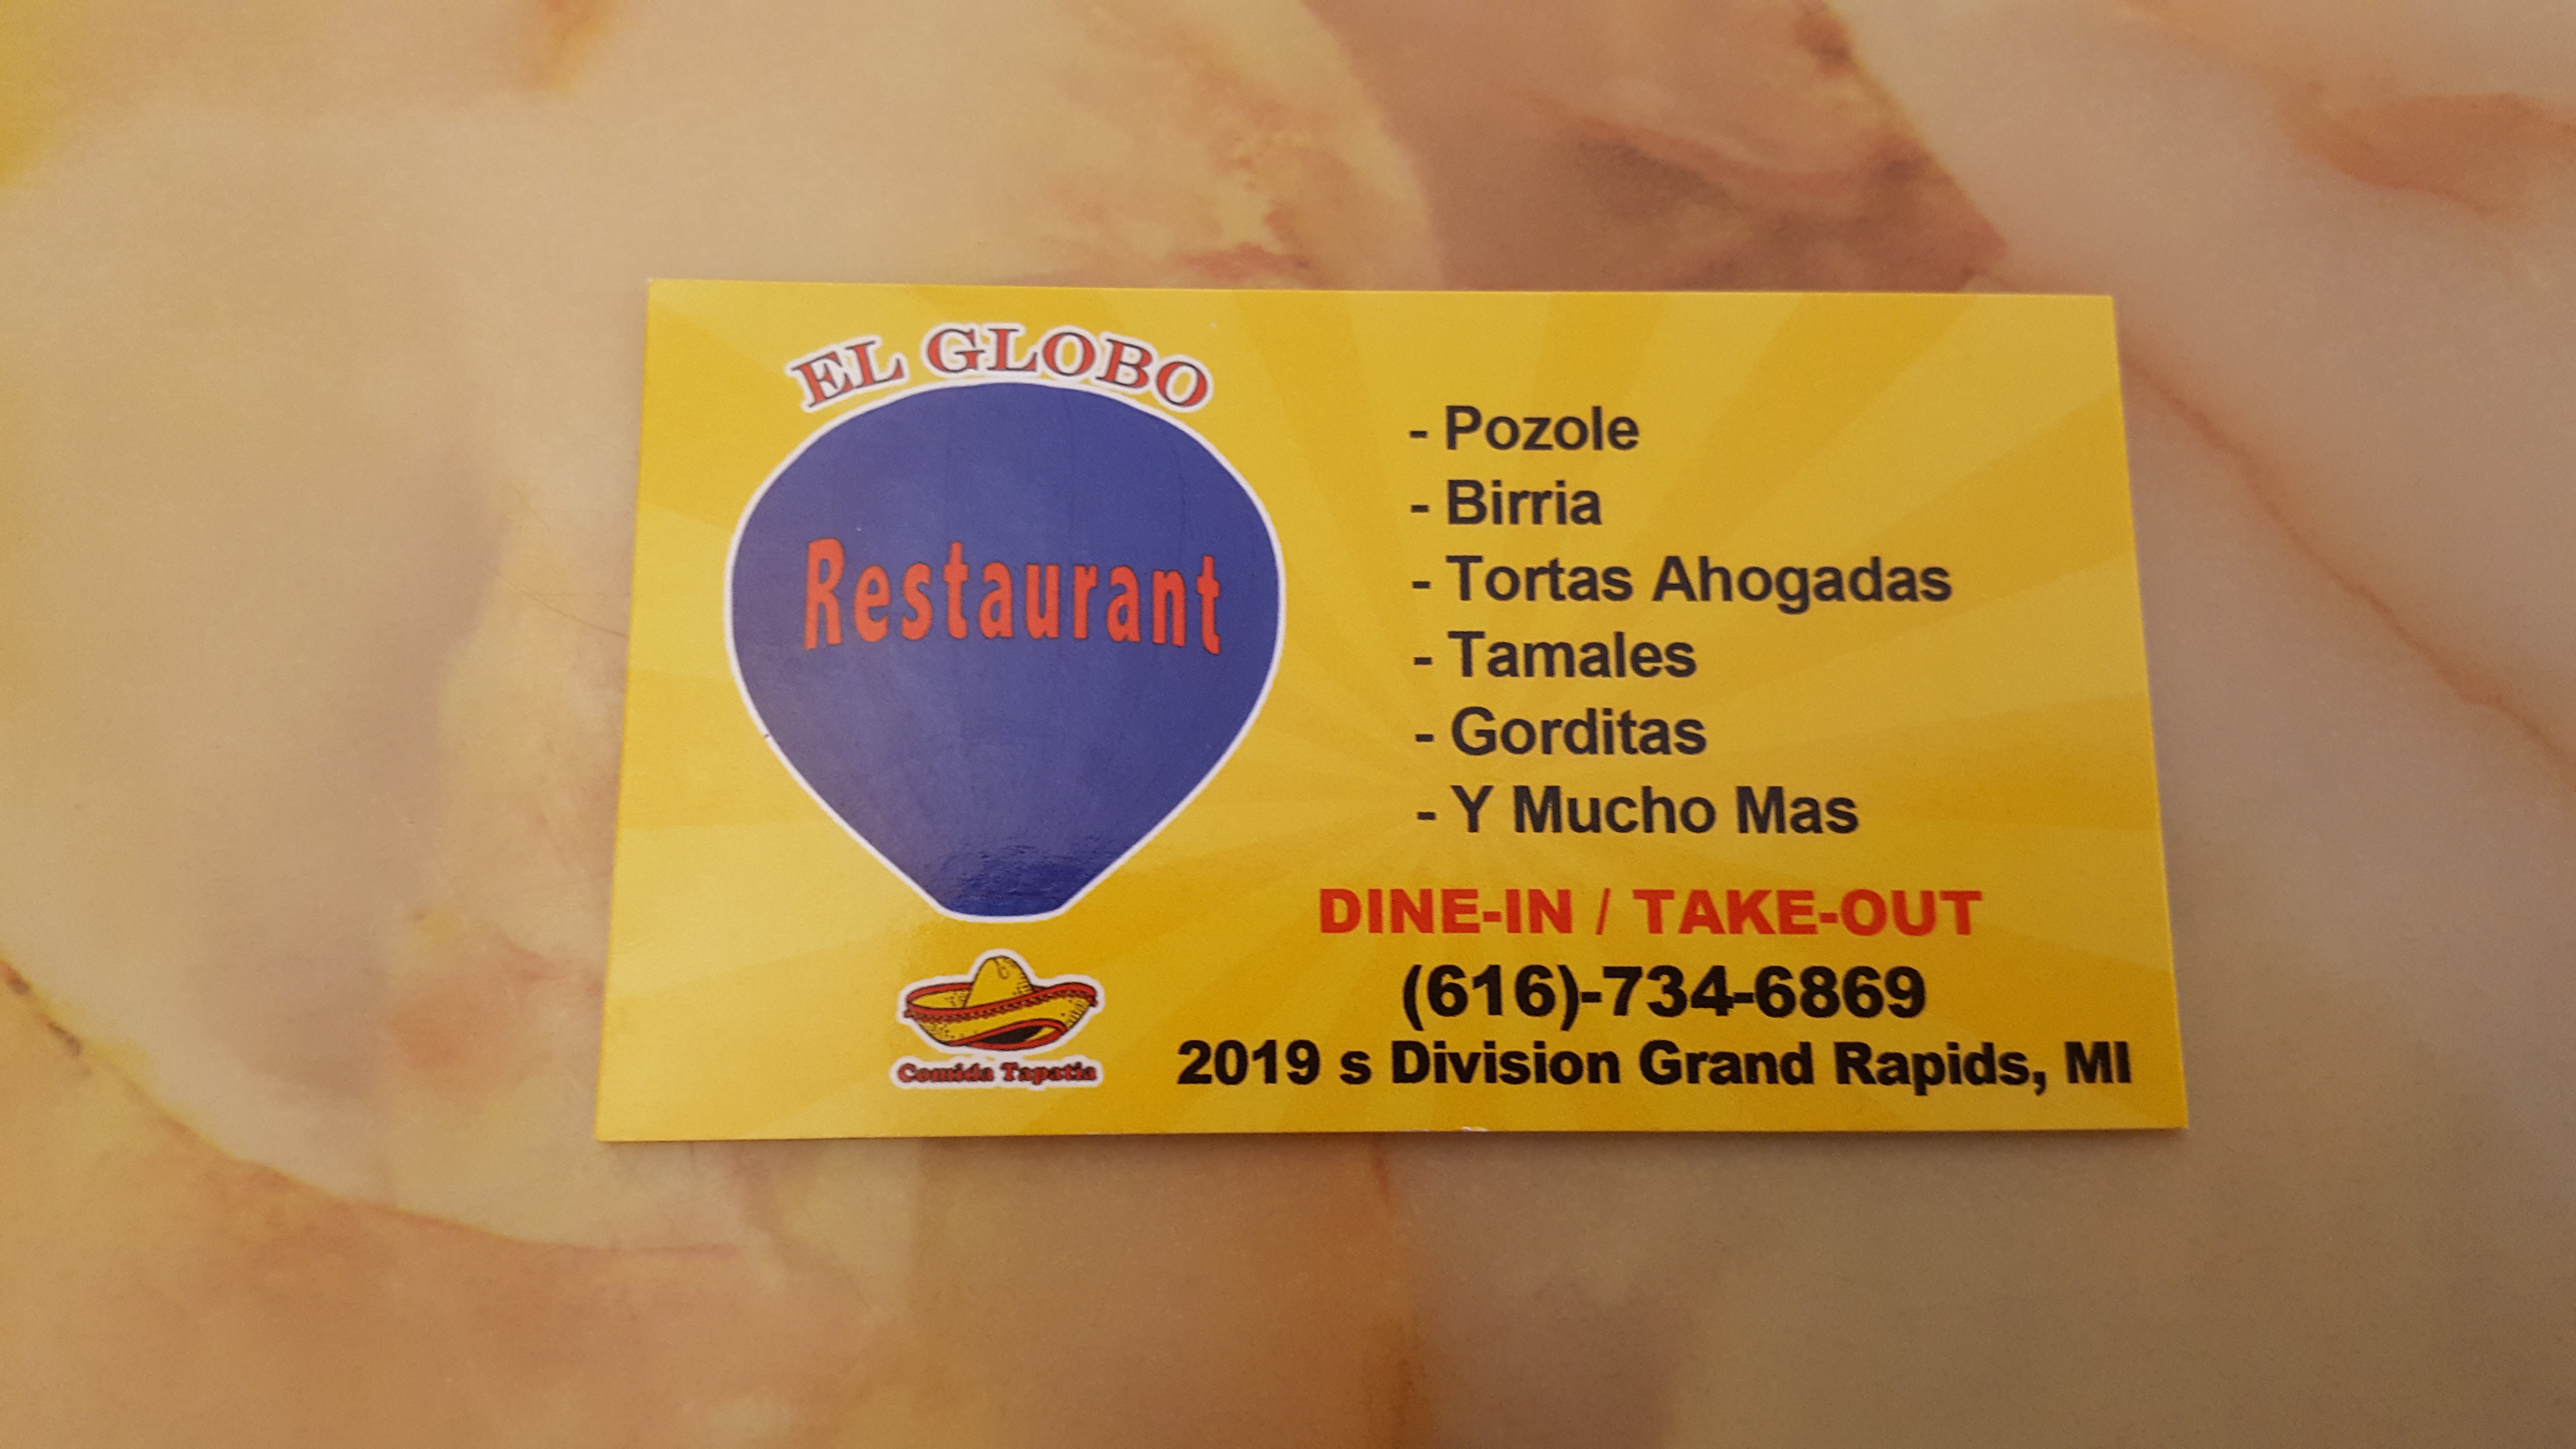 EL GLOBO
Restaurant
Comida Tapatia
- Pozole
- Birria
- Tortas Ahogadas
- Tamales
- Gorditas
- Y Mucho Mas
DINE-IN / TAKE-OUT
(616)-734-6869
2019 s Division Grand Rapids, MI